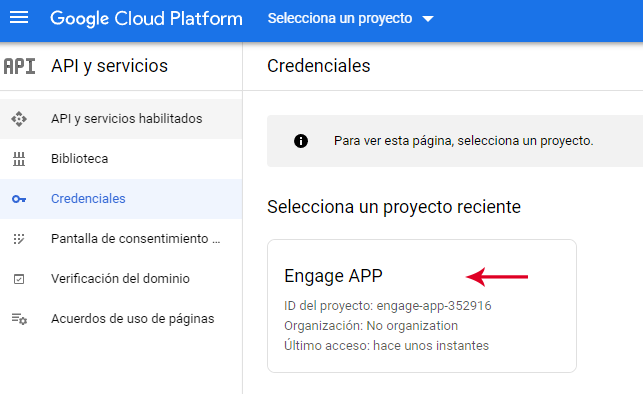 Google Cloud Platform
Selecciona un proyecto
API
API y servicios
Credenciales
API y servicios habilitados
Biblioteca
Credenciales
Pantalla de consentimiento ...
Verificación del dominio
Acuerdos de uso de páginas
Para ver esta página, selecciona un proyecto.
Selecciona un proyecto reciente
Engage APP
ID del proyecto: engage-app-352916
Organización: No organization
Último acceso: hace unos instantes